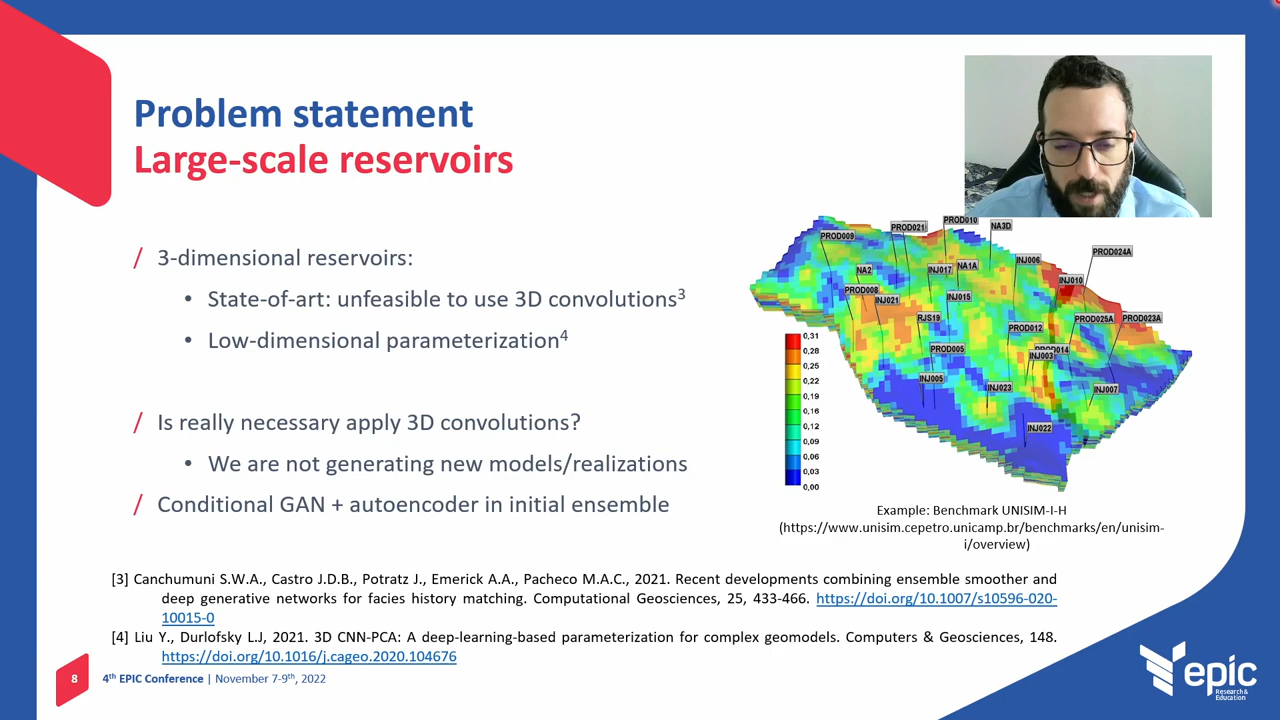 Problem statement
Large-scale reservoirs
/ 3-dimensional reservoirs:
• State-of-art: unfeasible to use 3D convolutions³
• Low-dimensional parameterization⁴
/ Is really necessary apply 3D convolutions?
• We are not generating new models/realizations
/ Conditional GAN + autoencoder in initial ensemble
PROD009
PROD021
PROD010
NA3D
PROD024A
INJ006
NA2
INJ017
NA1A
INJ010
PROD008
INJ021
INJ015
RJS19
PROD012
PROD025A
PROD023A
PROD005
PROD014
INJ003
INJ005
INJ023
INJ007
INJ022
0,31
0,28
0,25
0,22
0,19
0,16
0,12
0,09
0,06
0,03
0,00
Example: Benchmark UNISIM-I-H
(https://www.unisim.cepetro.unicamp.br/benchmarks/en/unisim-
i/overview)
[3] Canchumuni S.W.A., Castro J.D.B., Potratz J., Emerick A.A., Pacheco M.A.C., 2021. Recent developments combining ensemble smoother and
deep generative networks for facies history matching. Computational Geosciences, 25, 433-466. https://doi.org/10.1007/s10596-020-
10015-0
[4] Liu Y., Durlofsky L.J, 2021. 3D CNN-PCA: A deep-learning-based parameterization for complex geomodels. Computers & Geosciences, 148.
https://doi.org/10.1016/j.cageo.2020.104676
8
4th EPIC Conference | November 7-9th, 2022
epic
Research &
Education